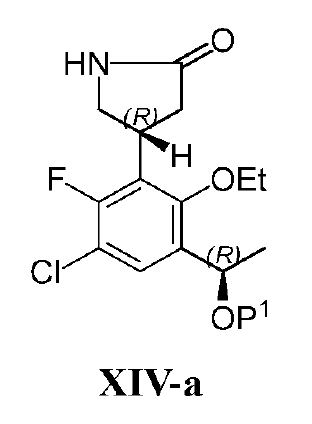 HN O
(R)
H
F OEt
Cl (R)
OP¹
XIV-a